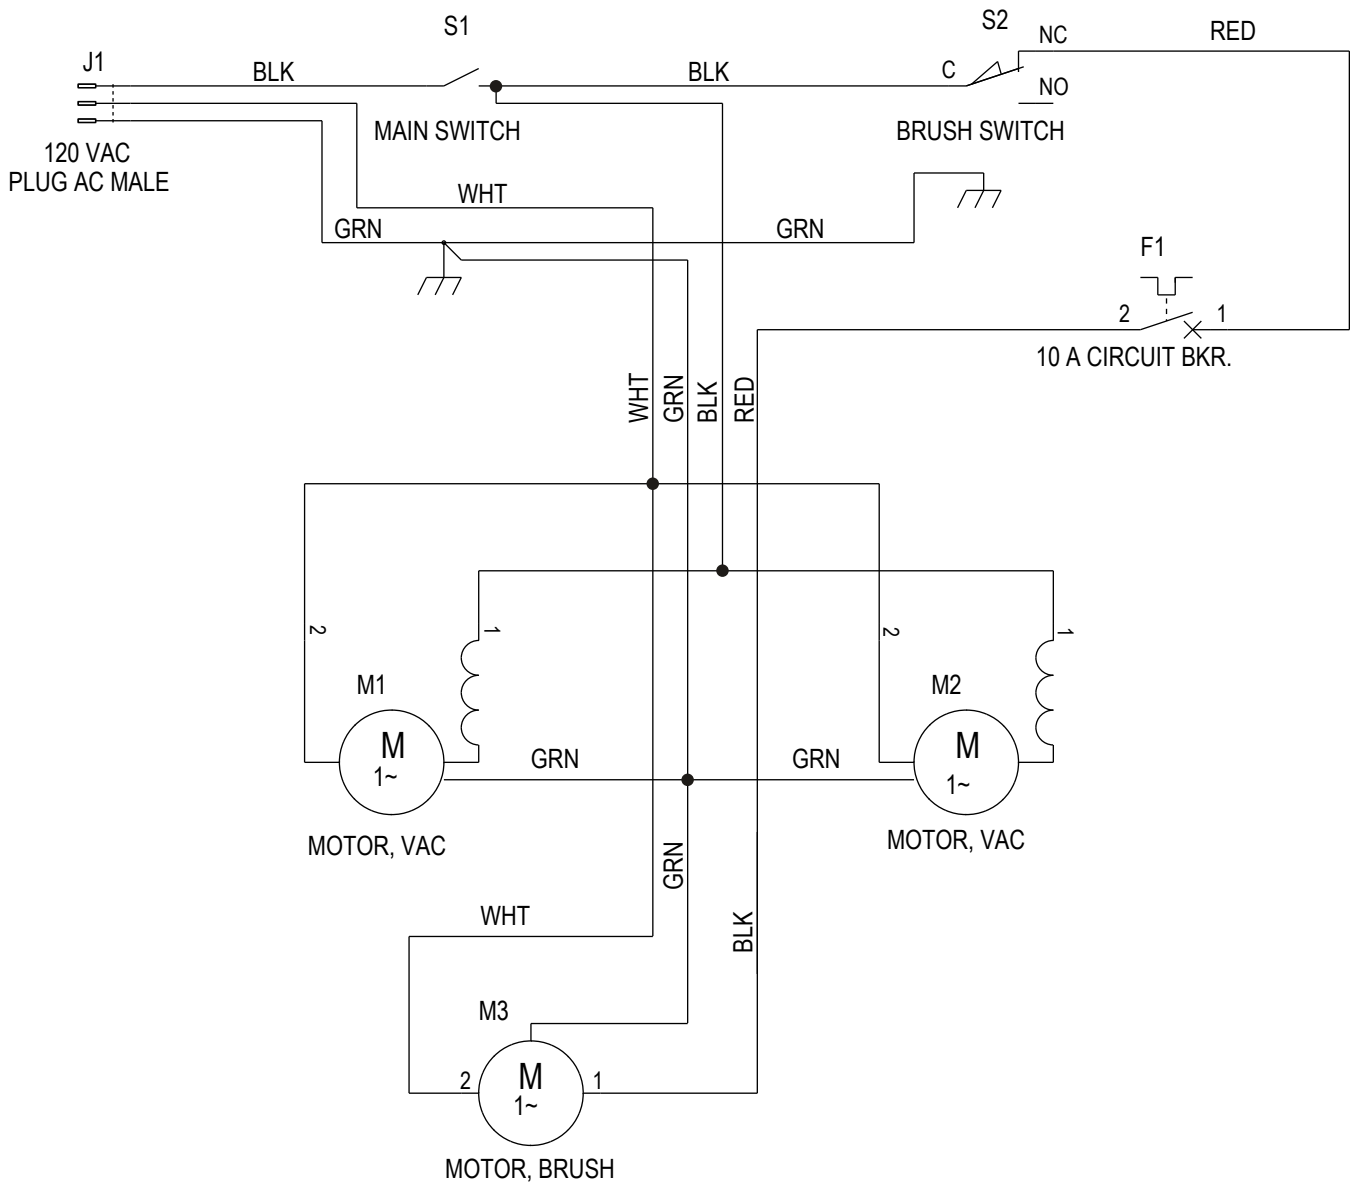 S1
S2
NC
RED
J1
BLK
BLK
C
NO
MAIN SWITCH
BRUSH SWITCH
120 VAC
PLUG AC MALE
WHT
GRN
GRN
F1
2
1
10 A CIRCUIT BKR.
WHT
GRN
BLK
RED
2
1
2
1
M1
M2
M
1~
M
1~
GRN
GRN
MOTOR, VAC
MOTOR, VAC
GRN
WHT
BLK
M3
M
1~
2
1
MOTOR, BRUSH